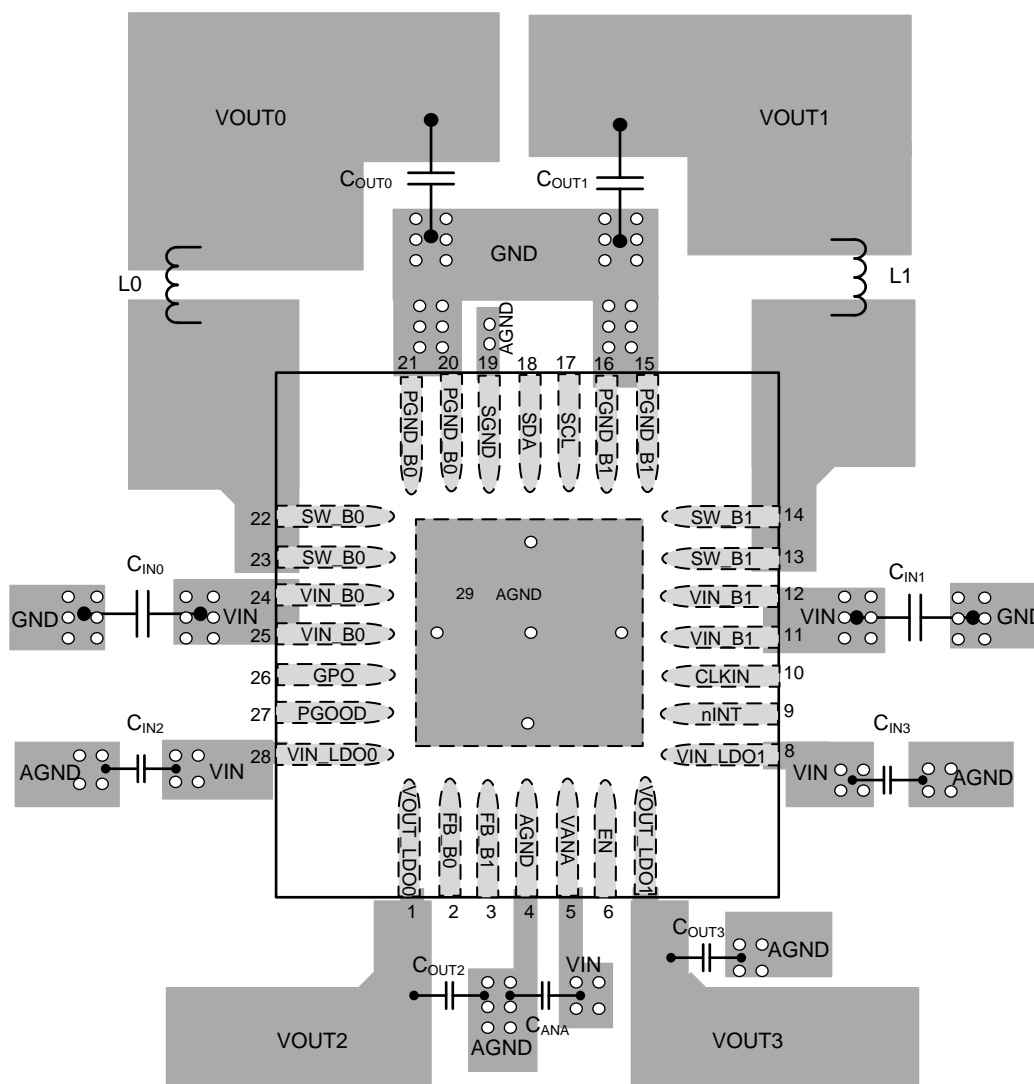 VOUT0
VOUT1
COUT0
COUT1
GND
L0
L1
AGND
21
20
19
18
17
16
15
PGND_B0
PGND_B0
SGND
SDA
SCL
PGND_B1
PGND_B1
22
SW_B0
SW_B1
14
23
SW_B0
SW_B1
13
CIN0
CIN1
24
VIN_B0
VIN_B1
12
29
AGND
GND
VIN
VIN
GND
25
VIN_B0
VIN_B1
11
26
GPO
CLKIN
10
27
PGOOD
nINT
9
CIN2
CIN3
28
VIN_LDO0
VIN_LDO1
8
AGND
VIN
VIN
AGND
VOUT_LDO0
FB_B0
FB_B1
AGND
VANA
EN
VOUT_LDO1
1
2
3
4
5
6
COUT3
AGND
COUT2
VIN
CANA
VOUT2
AGND
VOUT3